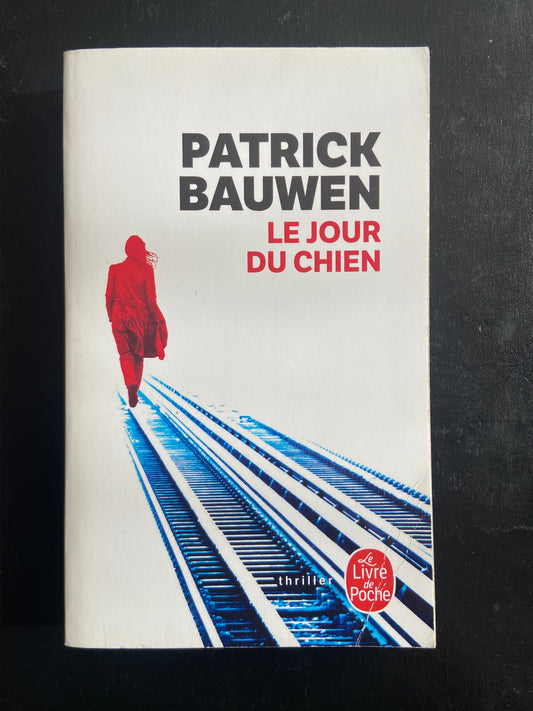 PATRICK
BAUWEN
LE JOUR
DU CHIEN
thriller
Le
Livre
de
Poche